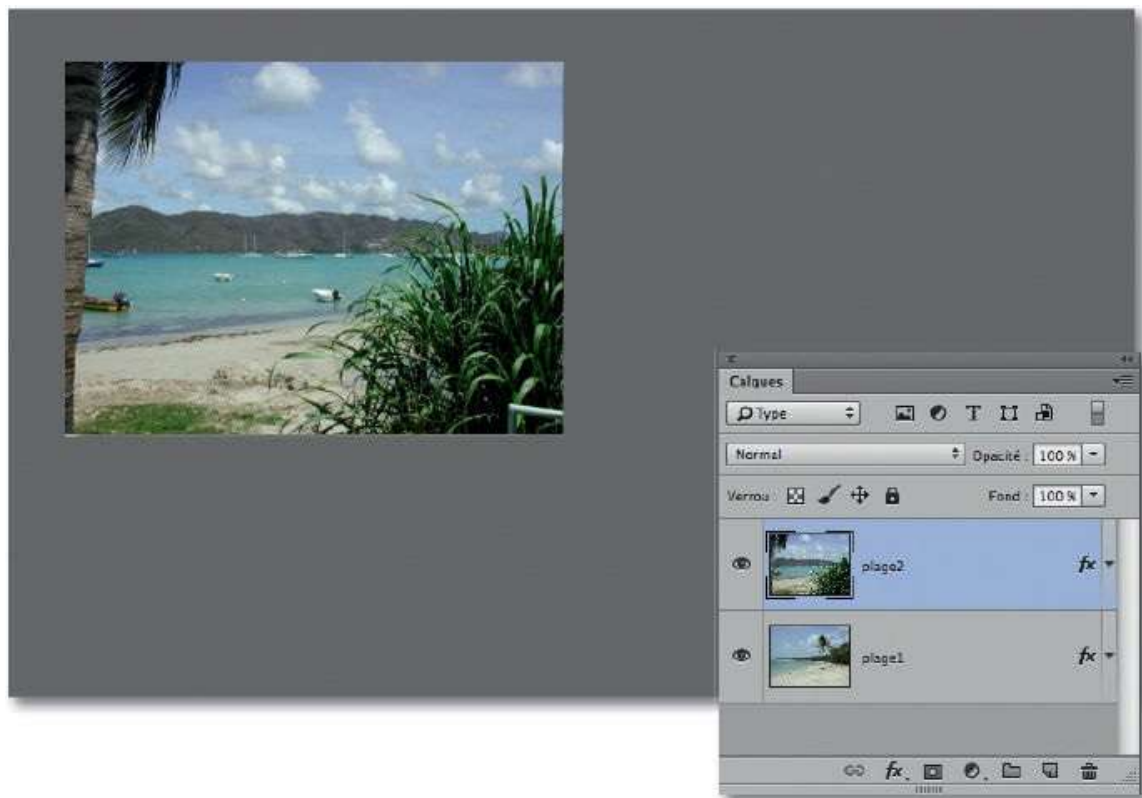 Calques
Type
Normal Opacité : 100 %
Verrou : Fond : 100 %
plage2 fx
plage1 fx
fx.